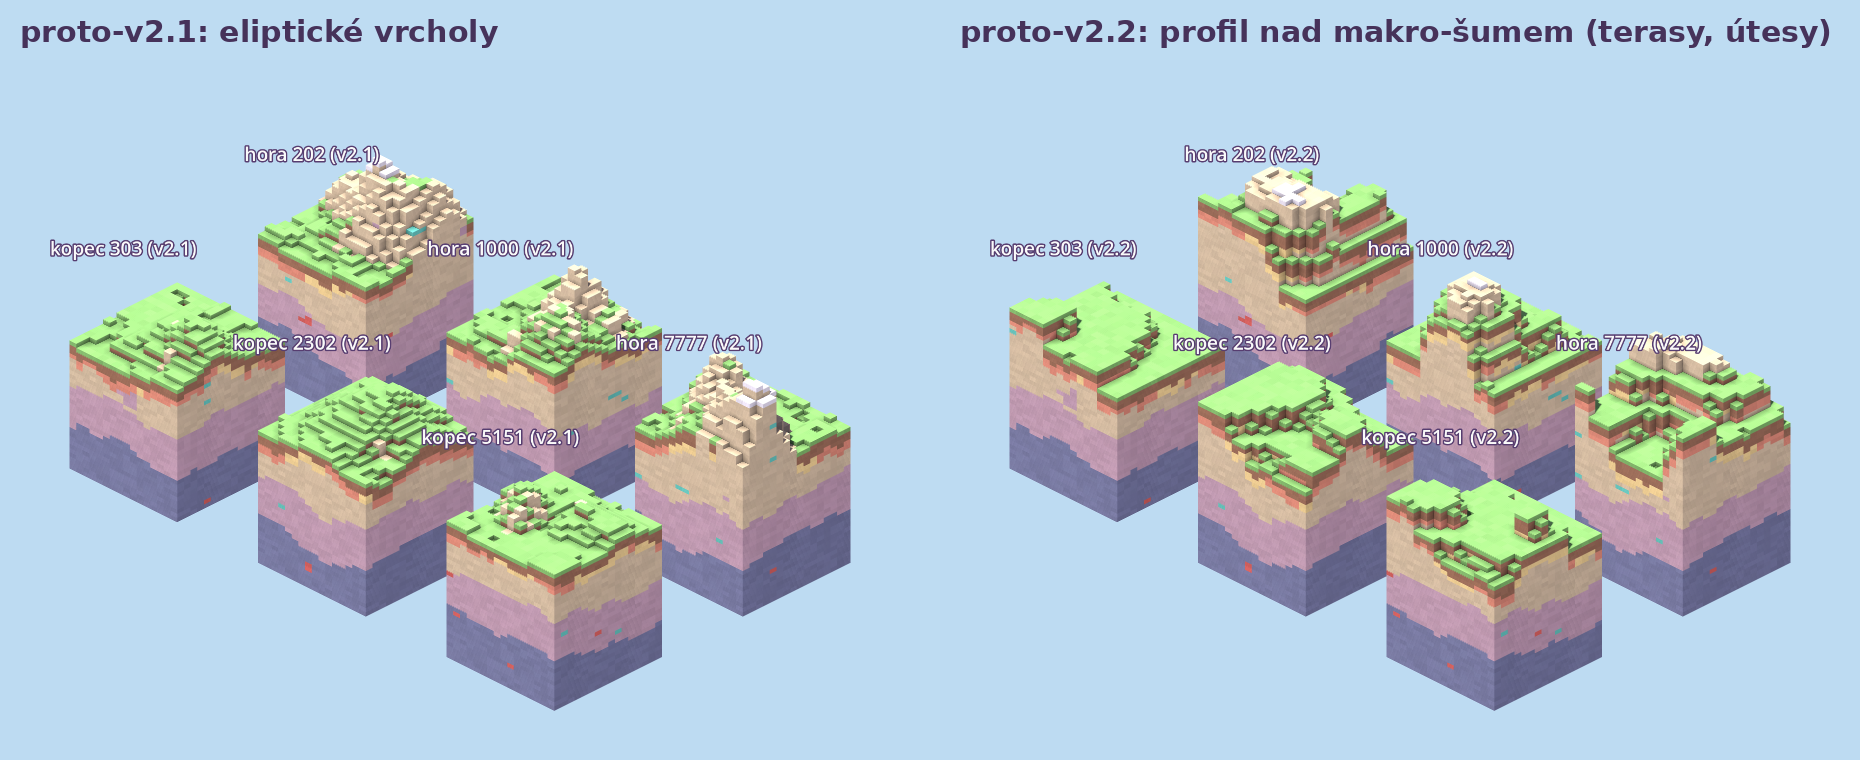 proto-v2.1: eliptické vrcholy
hora 202 (v2.1)
kopec 303 (v2.1)
hora 1000 (v2.1)
kopec 2302 (v2.1)
hora 7777 (v2.1)
kopec 5151 (v2.1)
proto-v2.2: profil nad makro-šumem (terasy, útesy)
hora 202 (v2.2)
kopec 303 (v2.2)
hora 1000 (v2.2)
kopec 2302 (v2.2)
hora 7777 (v2.2)
kopec 5151 (v2.2)